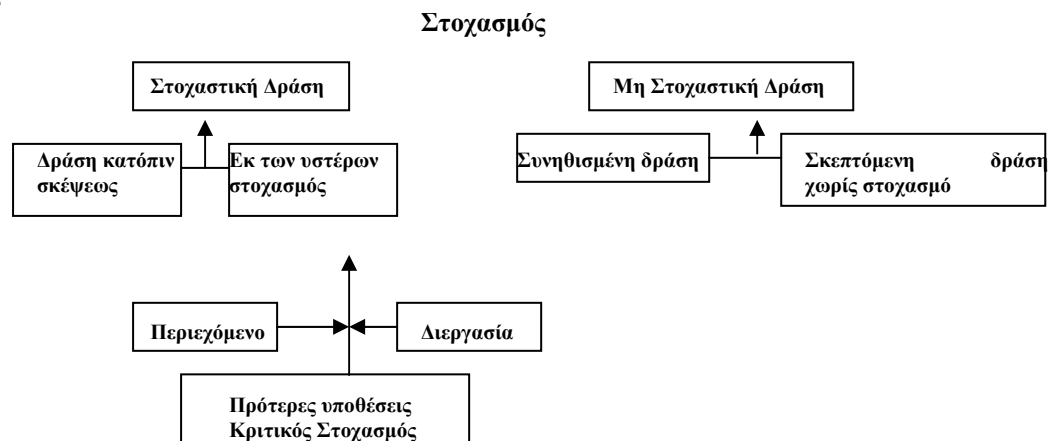 Στοχασμός
Στοχαστική Δράση
Μη Στοχαστική Δράση
Δράση κατόπιν
σκέψεως
Εκ των υστέρων
στοχασμός
Συνηθισμένη δράση
Σκεπτόμενη δράση
χωρίς στοχασμό
Περιεχόμενο
Διεργασία
Πρότερες υποθέσεις
Κριτικός Στοχασμός